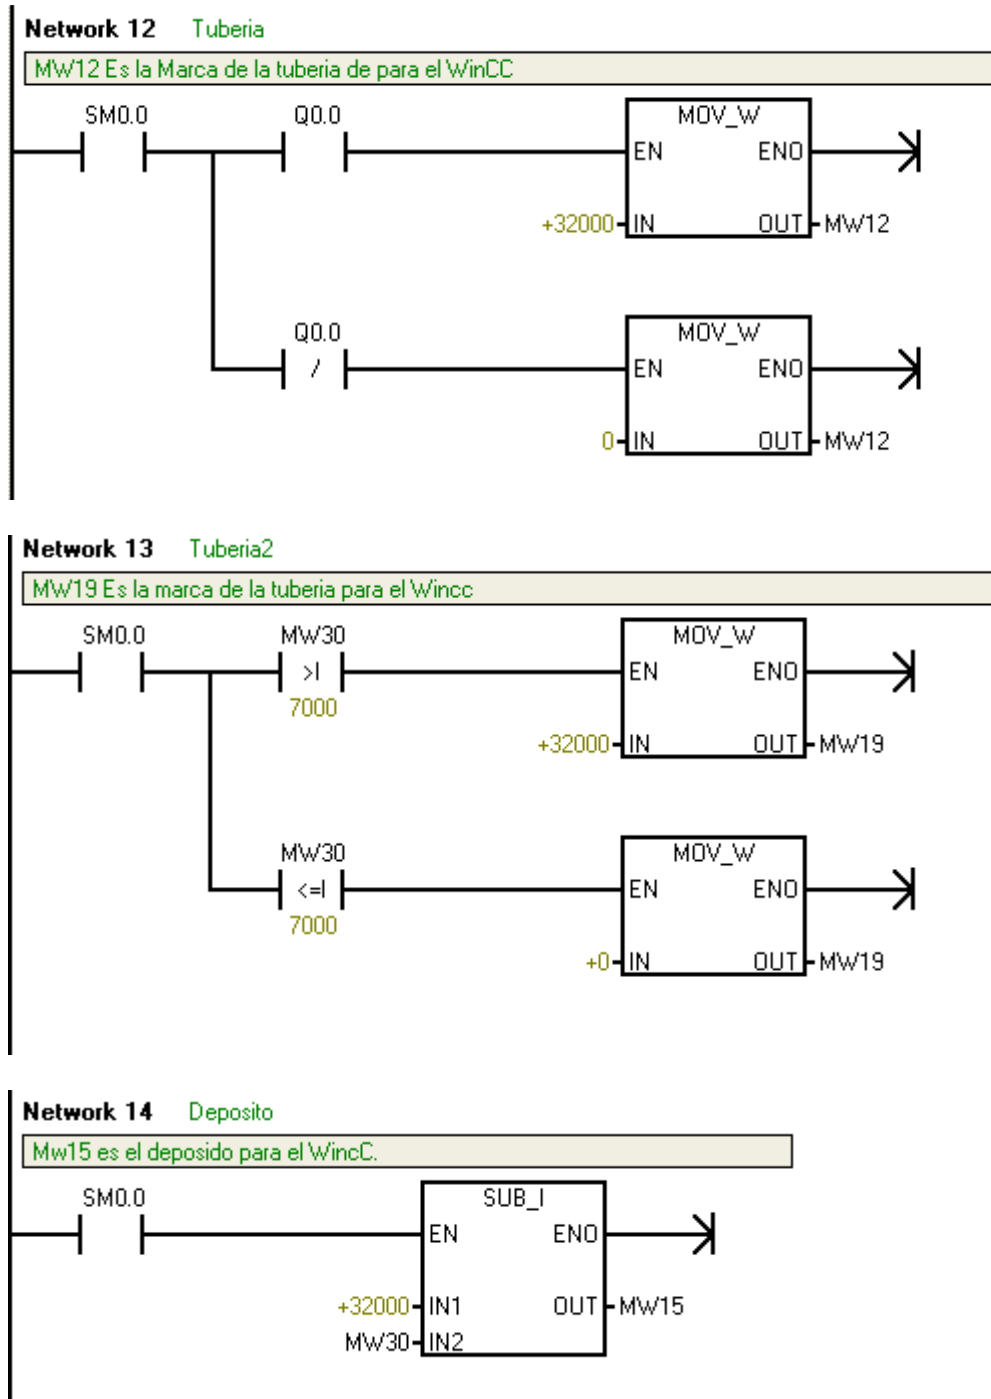 Network 12 Tuberia
MW12 Es la Marca de la tuberia de para el WinCC
SM0.0 Q0.0 MOV_W
EN ENO
+32000 IN OUT MW12
Q0.0 MOV_W
/ EN ENO
0 IN OUT MW12
Network 13 Tuberia2
MW19 Es la marca de la tuberia para el Wincc
SM0.0 MW30 MOV_W
>I EN ENO
7000
+32000 IN OUT MW19
MW30 MOV_W
<=I EN ENO
7000
+0 IN OUT MW19
Network 14 Deposito
Mw15 es el deposido para el WincC.
SM0.0 SUB_I
EN ENO
+32000 IN1 OUT MW15
MW30 IN2